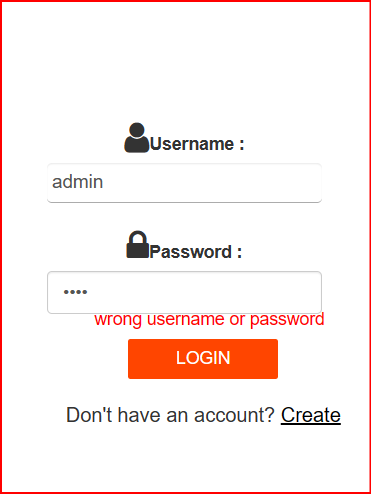 Username :
admin
Password :
••••
wrong username or password
LOGIN
Don't have an account? Create